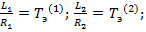 L₁/R₁ = Tэ⁽¹⁾; L₂/R₂ = Tэ⁽²⁾;